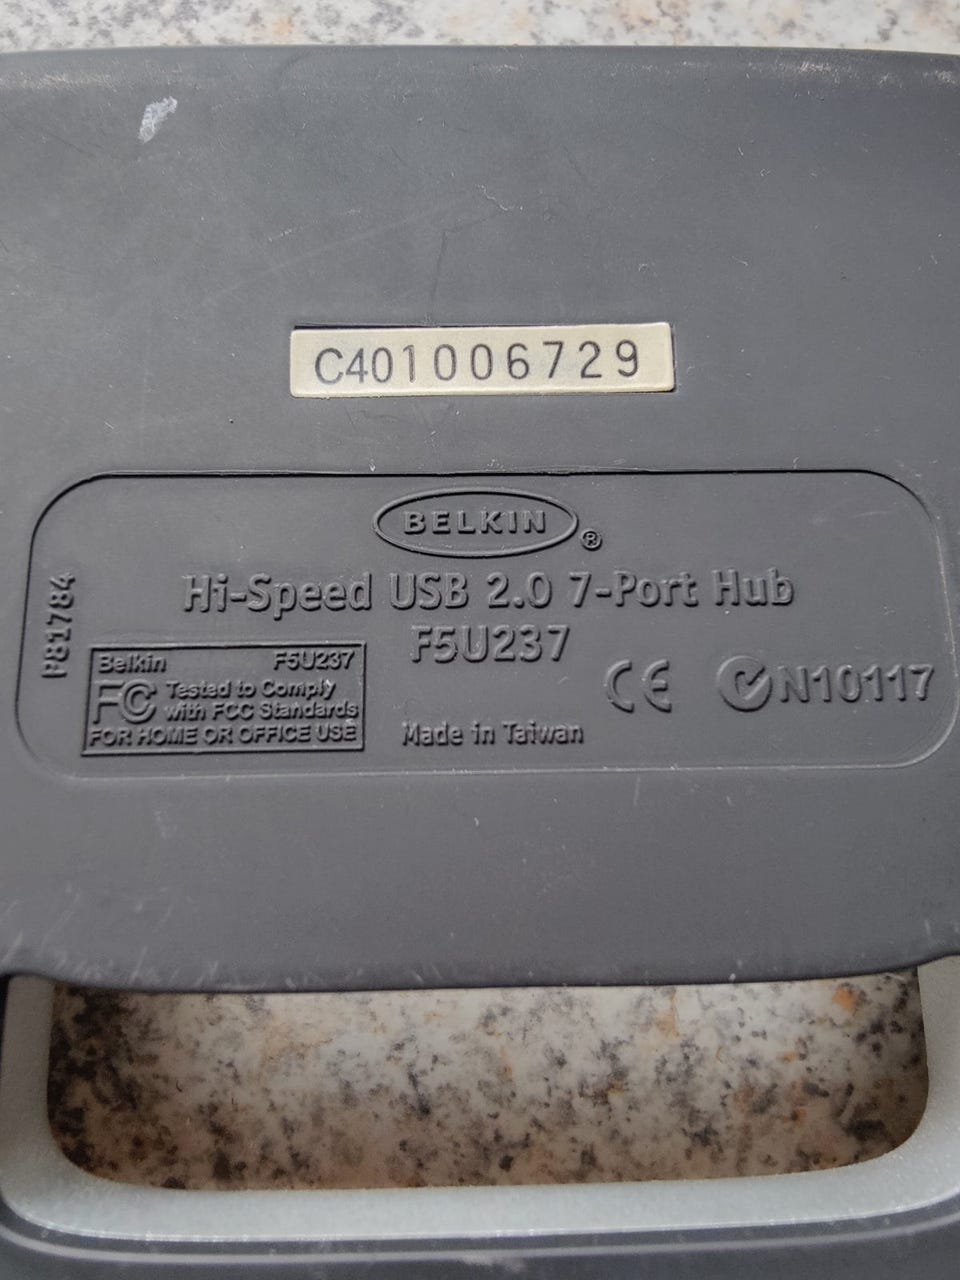 C401006729
BELKIN®
Hi-Speed USB 2.0 7-Port Hub
F5U237
P81784
Belkin F5U237
FC Tested to Comply
with FCC Standards
FOR HOME OR OFFICE USE
Made in Taiwan
CE N10117